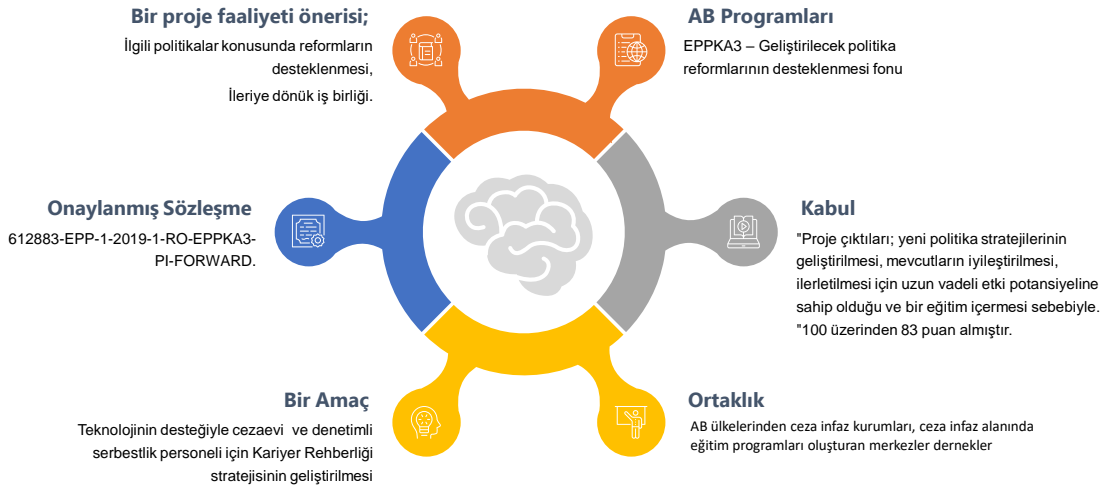 Bir proje faaliyeti önerisi;
İlgili politikalar konusunda reformların
desteklenmesi,
İleriye dönük iş birliği.
AB Programları
EPPKA3 – Geliştirilecek politika
reformlarının desteklenmesi fonu
Onaylanmış Sözleşme
612883-EPP-1-2019-1-RO-EPPKA3-
PI-FORWARD.
Kabul
"Proje çıktıları; yeni politika stratejilerinin
geliştirilmesi, mevcutların iyileştirilmesi,
ilerletilmesi için uzun vadeli etki potansiyeline
sahip olduğu ve bir eğitim içermesi sebebiyle.
"100 üzerinden 83 puan almıştır.
Bir Amaç
Teknolojinin desteğiyle cezaevi ve denetimli
serbestlik personeli için Kariyer Rehberliği
stratejisinin geliştirilmesi
Ortaklık
AB ülkelerinden ceza infaz kurumları, ceza infaz alanında
eğitim programları oluşturan merkezler dernekler